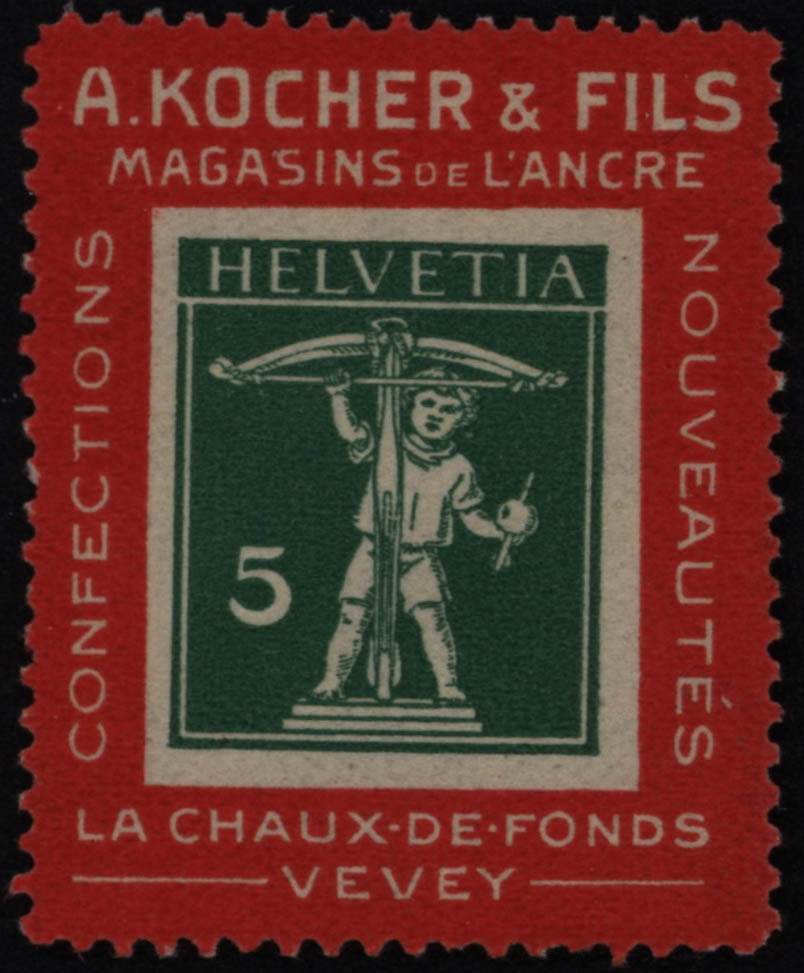 A. KOCHER & FILS
MAGASINS DE L'ANCRE
CONFECTIONS
NOUVEAUTÉS
HELVETIA
5
LA CHAUX-DE-FONDS
VEVEY